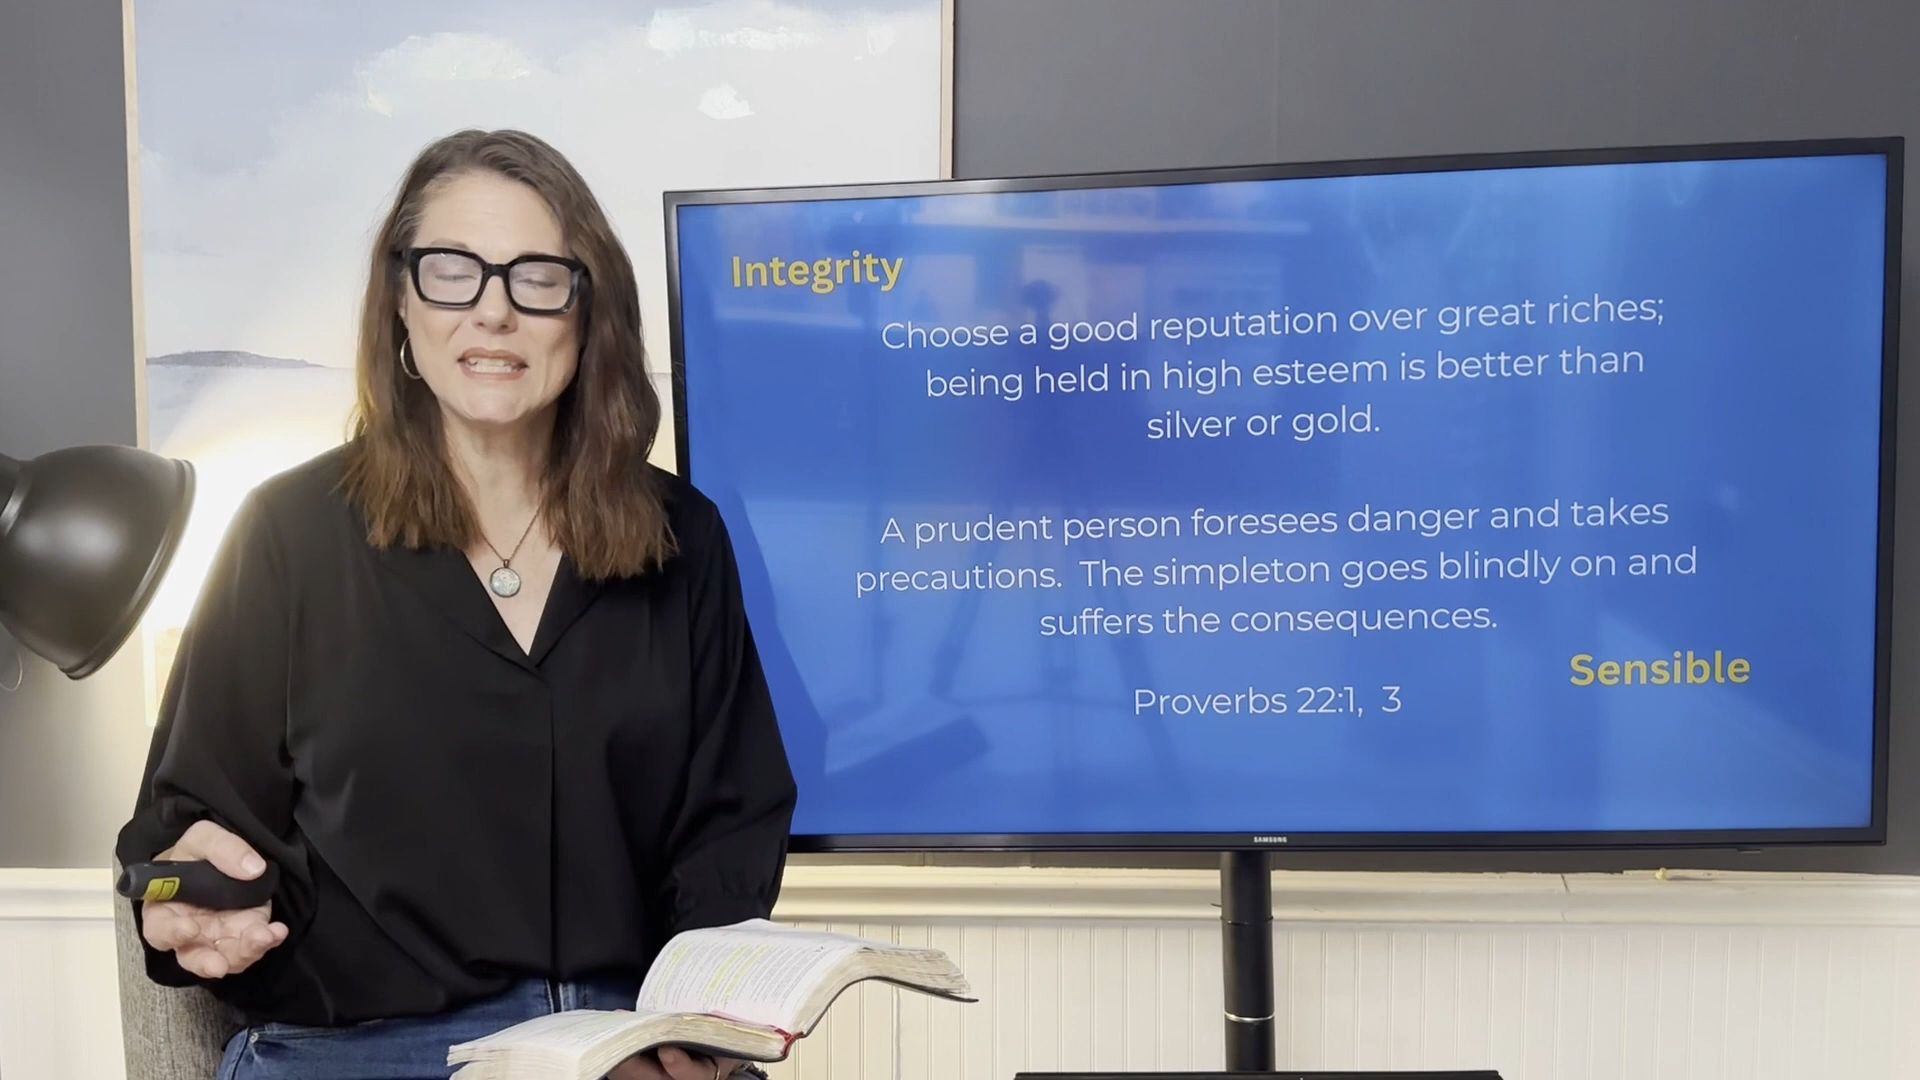 Integrity
Choose a good reputation over great riches;
being held in high esteem is better than
silver or gold.
A prudent person foresees danger and takes
precautions. The simpleton goes blindly on and
suffers the consequences.
Sensible
Proverbs 22:1, 3
SAMSUNG